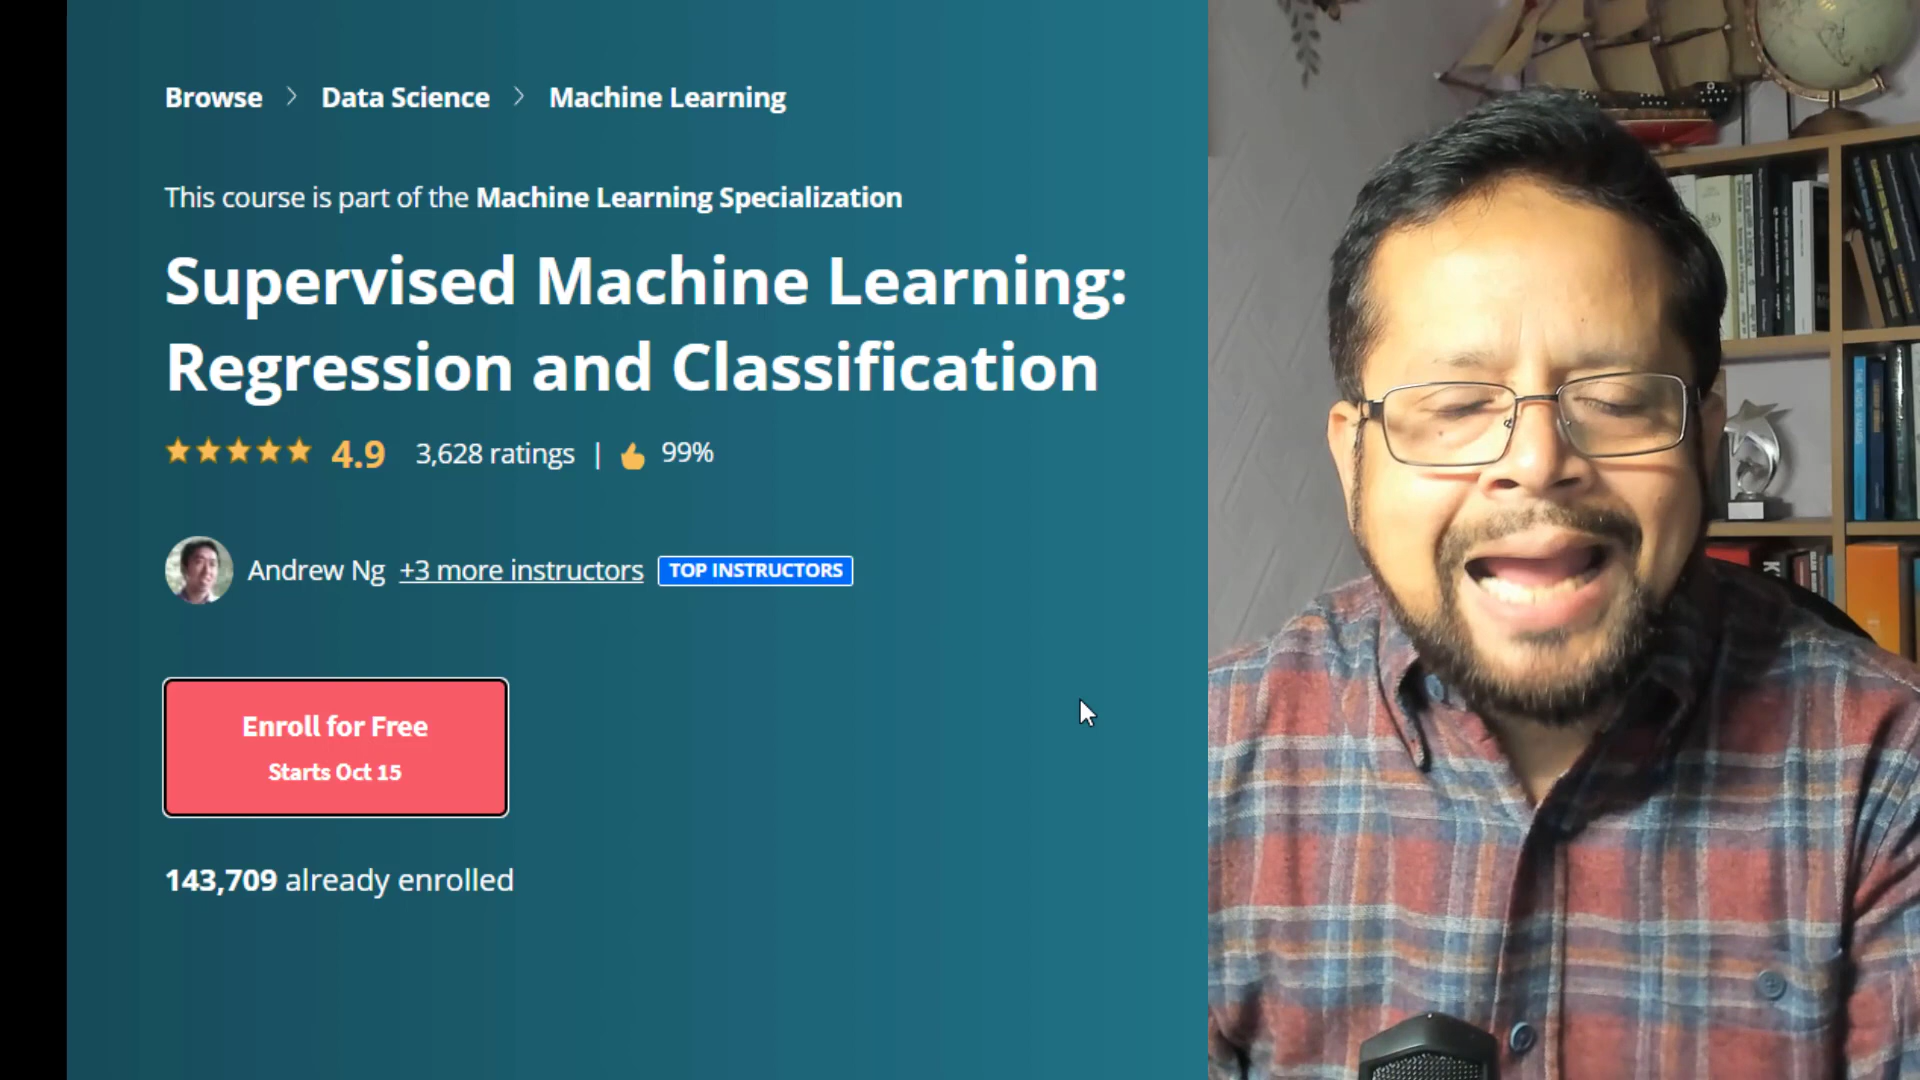 Browse > Data Science > Machine Learning
This course is part of the Machine Learning Specialization
Supervised Machine Learning:
Regression and Classification
4.9 3,628 ratings | 99%
Andrew Ng +3 more instructors TOP INSTRUCTORS
Enroll for Free
Starts Oct 15
143,709 already enrolled